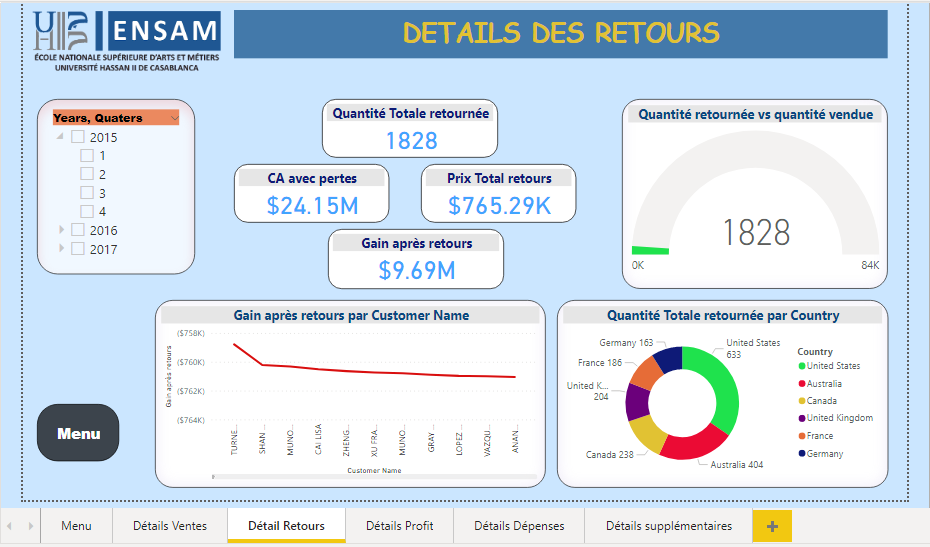 UH2C ENSAM
ÉCOLE NATIONALE SUPÉRIEURE D'ARTS ET MÉTIERS
UNIVERSITÉ HASSAN II DE CASABLANCA
DETAILS DES RETOURS
Years, Quaters
2015
1
2
3
4
2016
2017
Quantité Totale retournée
1828
CA avec pertes
$24.15M
Prix Total retours
$765.29K
Gain après retours
$9.69M
Quantité retournée vs quantité vendue
1828
0K
84K
Gain après retours par Customer Name
Gain après retours
($758K)
($760K)
($762K)
($764K)
TURNE...
SHAN ...
MUNO...
CAI LISA
ZHENG...
XU FRA...
MUNO...
GRAY ...
LOPEZ ...
VAZQU...
ANAN...
Customer Name
Quantité Totale retournée par Country
Germany 163
France 186
United K...
204
Canada 238
Australia 404
United States
633
Country
United States
Australia
Canada
United Kingdom
France
Germany
Menu
Menu
Détails Ventes
Détail Retours
Détails Profit
Détails Dépenses
Détails supplémentaires
+